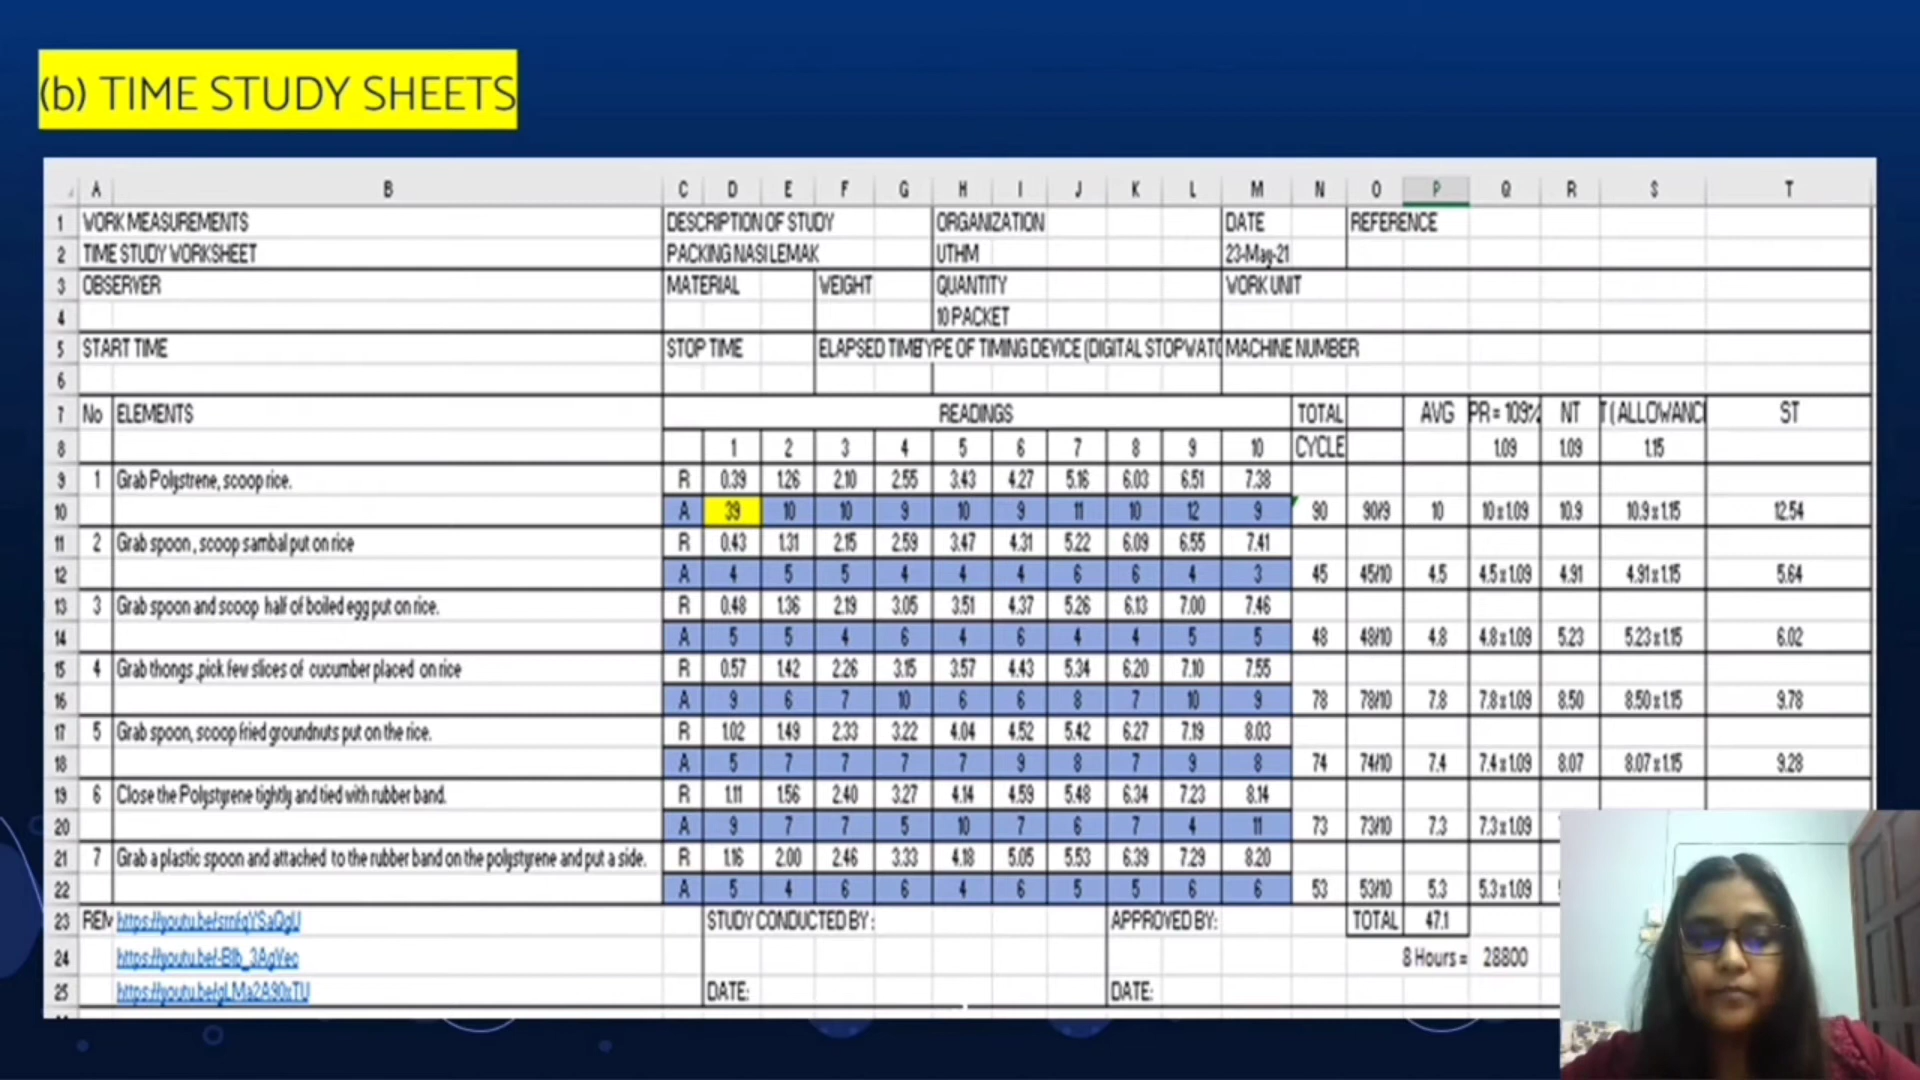 (b) TIME STUDY SHEETS
A B C D E F G H I J K L M N O P Q R S T
1 WORK MEASUREMENTS DESCRIPTION OF STUDY ORGANIZATION DATE REFERENCE
2 TIME STUDY WORKSHEET PACKING NASI LEMAK UTHM 23-May-21
3 OBSERVER MATERIAL WEIGHT QUANTITY WORK UNIT
4 10 PACKET
5 START TIME STOP TIME ELAPSED TIME TYPE OF TIMING DEVICE (DIGITAL STOPWATC MACHINE NUMBER
6
7 No ELEMENTS READINGS TOTAL AVG PR = 109% NT T ( ALLOWANC ST
8 1 2 3 4 5 6 7 8 9 10 CYCLE 1.09 1.09 1.15
9 1 Grab Polystrene, scoop rice. R 0.39 1.26 2.10 2.55 3.43 4.27 5.16 6.03 6.51 7.38
10 A 39 10 10 9 10 9 11 10 12 9 90 90/9 10 10 x 1.09 10.9 10.9 x 1.15 12.54
11 2 Grab spoon , scoop sambal put on rice R 0.43 1.31 2.15 2.59 3.47 4.31 5.22 6.09 6.55 7.41
12 A 4 5 5 4 4 4 6 6 4 3 45 45/10 4.5 4.5 x 1.09 4.91 4.91 x 1.15 5.64
13 3 Grab spoon and scoop half of boiled egg put on rice. R 0.48 1.36 2.19 3.05 3.51 4.37 5.26 6.13 7.00 7.46
14 A 5 5 4 6 4 6 4 4 5 5 48 48/10 4.8 4.8 x 1.09 5.23 5.23 x 1.15 6.02
15 4 Grab thongs ,pick few slices of cucumber placed on rice R 0.57 1.42 2.26 3.15 3.57 4.43 5.34 6.20 7.10 7.55
16 A 9 6 7 10 6 6 8 7 10 9 78 78/10 7.8 7.8 x 1.09 8.50 8.50 x 1.15 9.78
17 5 Grab spoon, scoop fried groundnuts put on the rice. R 1.02 1.49 2.33 3.22 4.04 4.52 5.42 6.27 7.19 8.03
18 A 5 7 7 7 7 9 8 7 9 8 74 74/10 7.4 7.4 x 1.09 8.07 8.07 x 1.15 9.28
19 6 Close the Polystyrene tightly and tied with rubber band. R 1.11 1.56 2.40 3.27 4.14 4.59 5.48 6.34 7.23 8.14
20 A 9 7 7 5 10 7 6 7 4 11 73 73/10 7.3 7.3 x 1.09
21 7 Grab a plastic spoon and attached to the rubber band on the polystyrene and put a side. R 1.16 2.00 2.46 3.33 4.18 5.05 5.53 6.39 7.29 8.20
22 A 5 4 6 6 4 6 5 5 6 6 53 53/10 5.3 5.3 x 1.09
23 REM STUDY CONDUCTED BY : APPROVED BY: TOTAL 47.1
24 8 Hours = 28800
25 DATE: DATE: